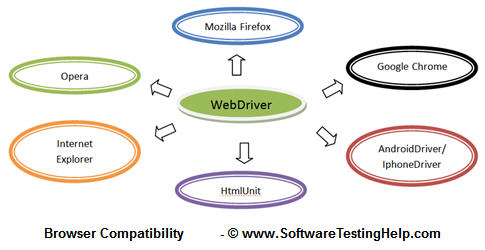 Mozilla Firefox
Google Chrome
Opera
WebDriver
Internet
Explorer
AndroidDriver/
IphoneDriver
HtmlUnit
Browser Compatibility - © www.SoftwareTestingHelp.com